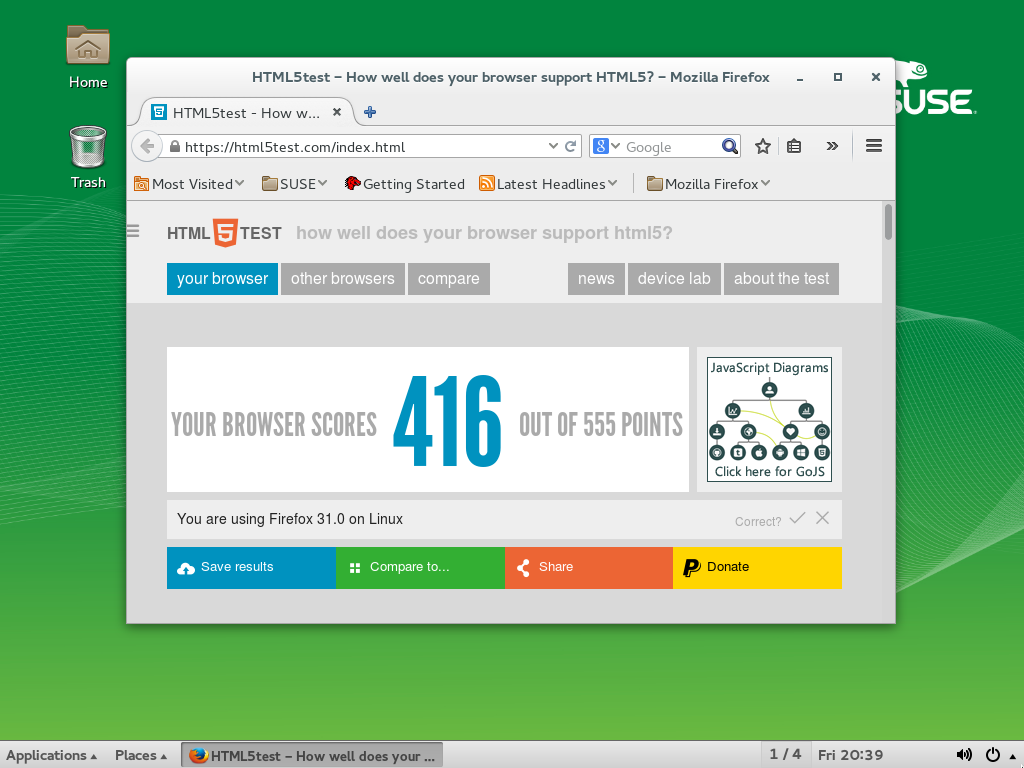 Home
Trash
SUSE
HTML5test – How well does your browser support HTML5? – Mozilla Firefox
HTML5test - How w...
https://html5test.com/index.html
Google
Most Visited
SUSE
Getting Started
Latest Headlines
Mozilla Firefox
HTML 5 TEST how well does your browser support html5?
your browser other browsers compare news device lab about the test
YOUR BROWSER SCORES 416 OUT OF 555 POINTS
JavaScript Diagrams
Click here for GoJS
You are using Firefox 31.0 on Linux
Correct?
Save results
Compare to...
Share
Donate
Applications
Places
HTML5test – How well does your ...
1 / 4
Fri 20:39